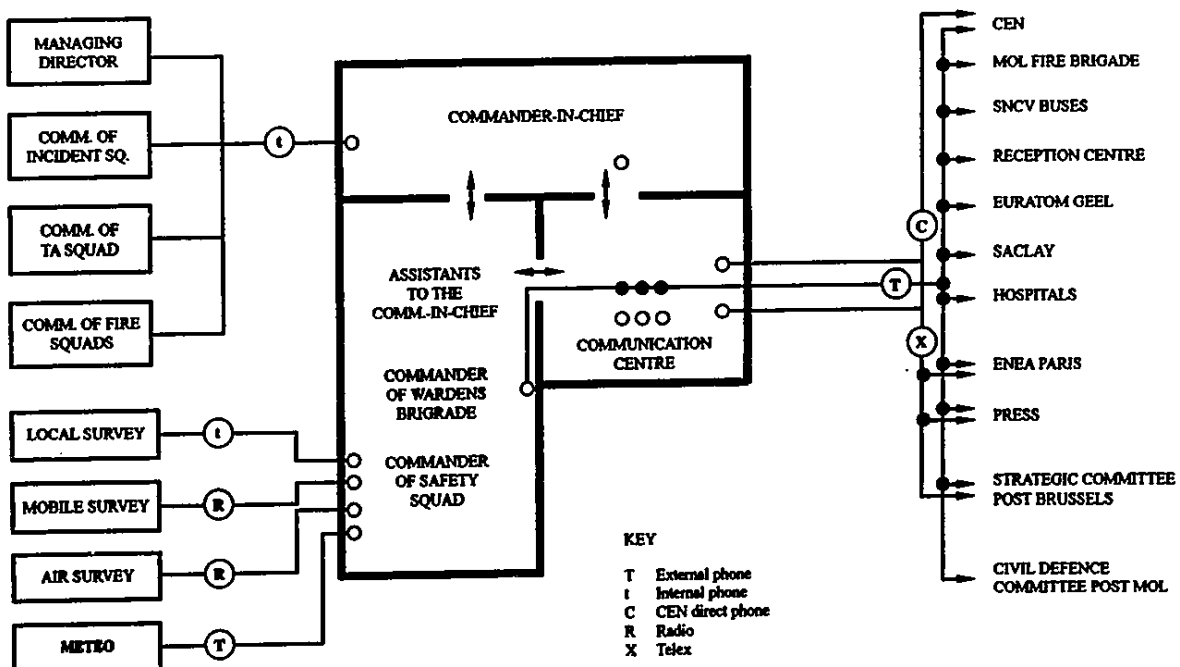 MANAGING
DIRECTOR
COMM. OF
INCIDENT SQ.
COMM. OF
TA SQUAD
COMM. OF FIRE
SQUADS
t
LOCAL SURVEY
t
MOBILE SURVEY
R
AIR SURVEY
R
METEO
T
COMMANDER-IN-CHIEF
ASSISTANTS
TO THE
COMM.-IN-CHIEF
COMMANDER
OF WARDENS
BRIGRADE
COMMANDER
OF SAFETY
SQUAD
COMMUNICATION
CENTRE
C
T
X
CEN
MOL FIRE BRIGADE
SNCV BUSES
RECEPTION CENTRE
EURATOM GEEL
SACLAY
HOSPITALS
ENEA PARIS
PRESS
STRATEGIC COMMITTEE
POST BRUSSELS
CIVIL DEFENCE
COMMITTEE POST MOL
KEY
T External phone
t Internal phone
C CEN direct phone
R Radio
X Telex